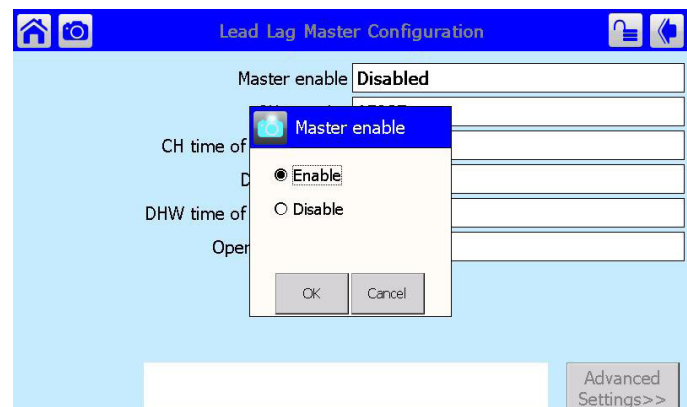 Lead Lag Master Configuration
Master enable Disabled
Master enable
CH time of
Enable
D
DHW time of
Disable
Oper
OK Cancel
Advanced
Settings>>